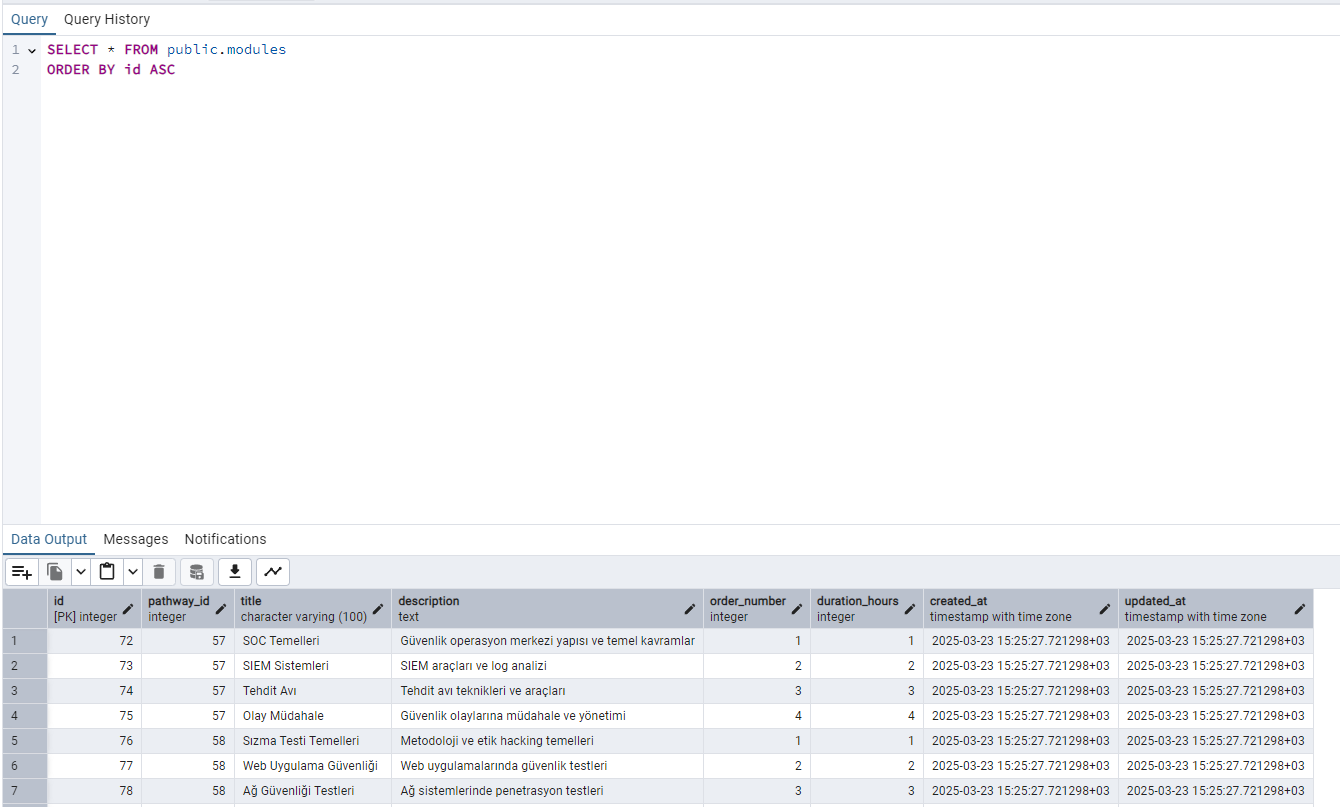 Query Query History
1 SELECT * FROM public.modules
2 ORDER BY id ASC
Data Output Messages Notifications
id pathway_id title description order_number duration_hours created_at updated_at
[PK] integer integer character varying (100) text integer integer timestamp with time zone timestamp with time zone
1 72 57 SOC Temelleri Güvenlik operasyon merkezi yapısı ve temel kavramlar 1 1 2025-03-23 15:25:27.721298+03 2025-03-23 15:25:27.721298+03
2 73 57 SIEM Sistemleri SIEM araçları ve log analizi 2 2 2025-03-23 15:25:27.721298+03 2025-03-23 15:25:27.721298+03
3 74 57 Tehdit Avı Tehdit avı teknikleri ve araçları 3 3 2025-03-23 15:25:27.721298+03 2025-03-23 15:25:27.721298+03
4 75 57 Olay Müdahale Güvenlik olaylarına müdahale ve yönetimi 4 4 2025-03-23 15:25:27.721298+03 2025-03-23 15:25:27.721298+03
5 76 58 Sızma Testi Temelleri Metodoloji ve etik hacking temelleri 1 1 2025-03-23 15:25:27.721298+03 2025-03-23 15:25:27.721298+03
6 77 58 Web Uygulama Güvenliği Web uygulamalarında güvenlik testleri 2 2 2025-03-23 15:25:27.721298+03 2025-03-23 15:25:27.721298+03
7 78 58 Ağ Güvenliği Testleri Ağ sistemlerinde penetrasyon testleri 3 3 2025-03-23 15:25:27.721298+03 2025-03-23 15:25:27.721298+03